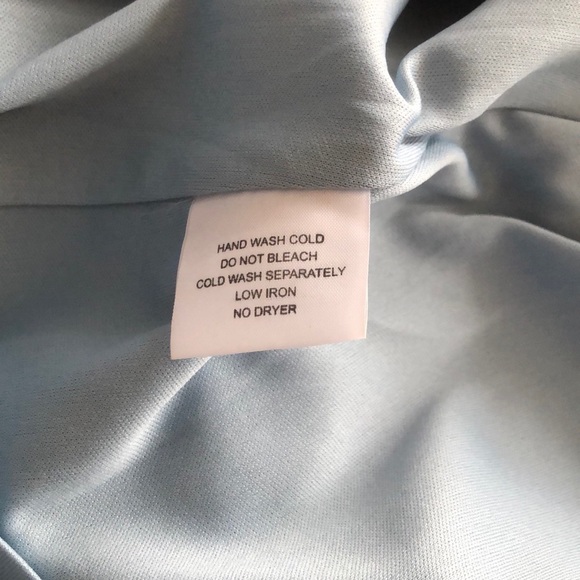 HAND WASH COLD
DO NOT BLEACH
COLD WASH SEPARATELY
LOW IRON
NO DRYER